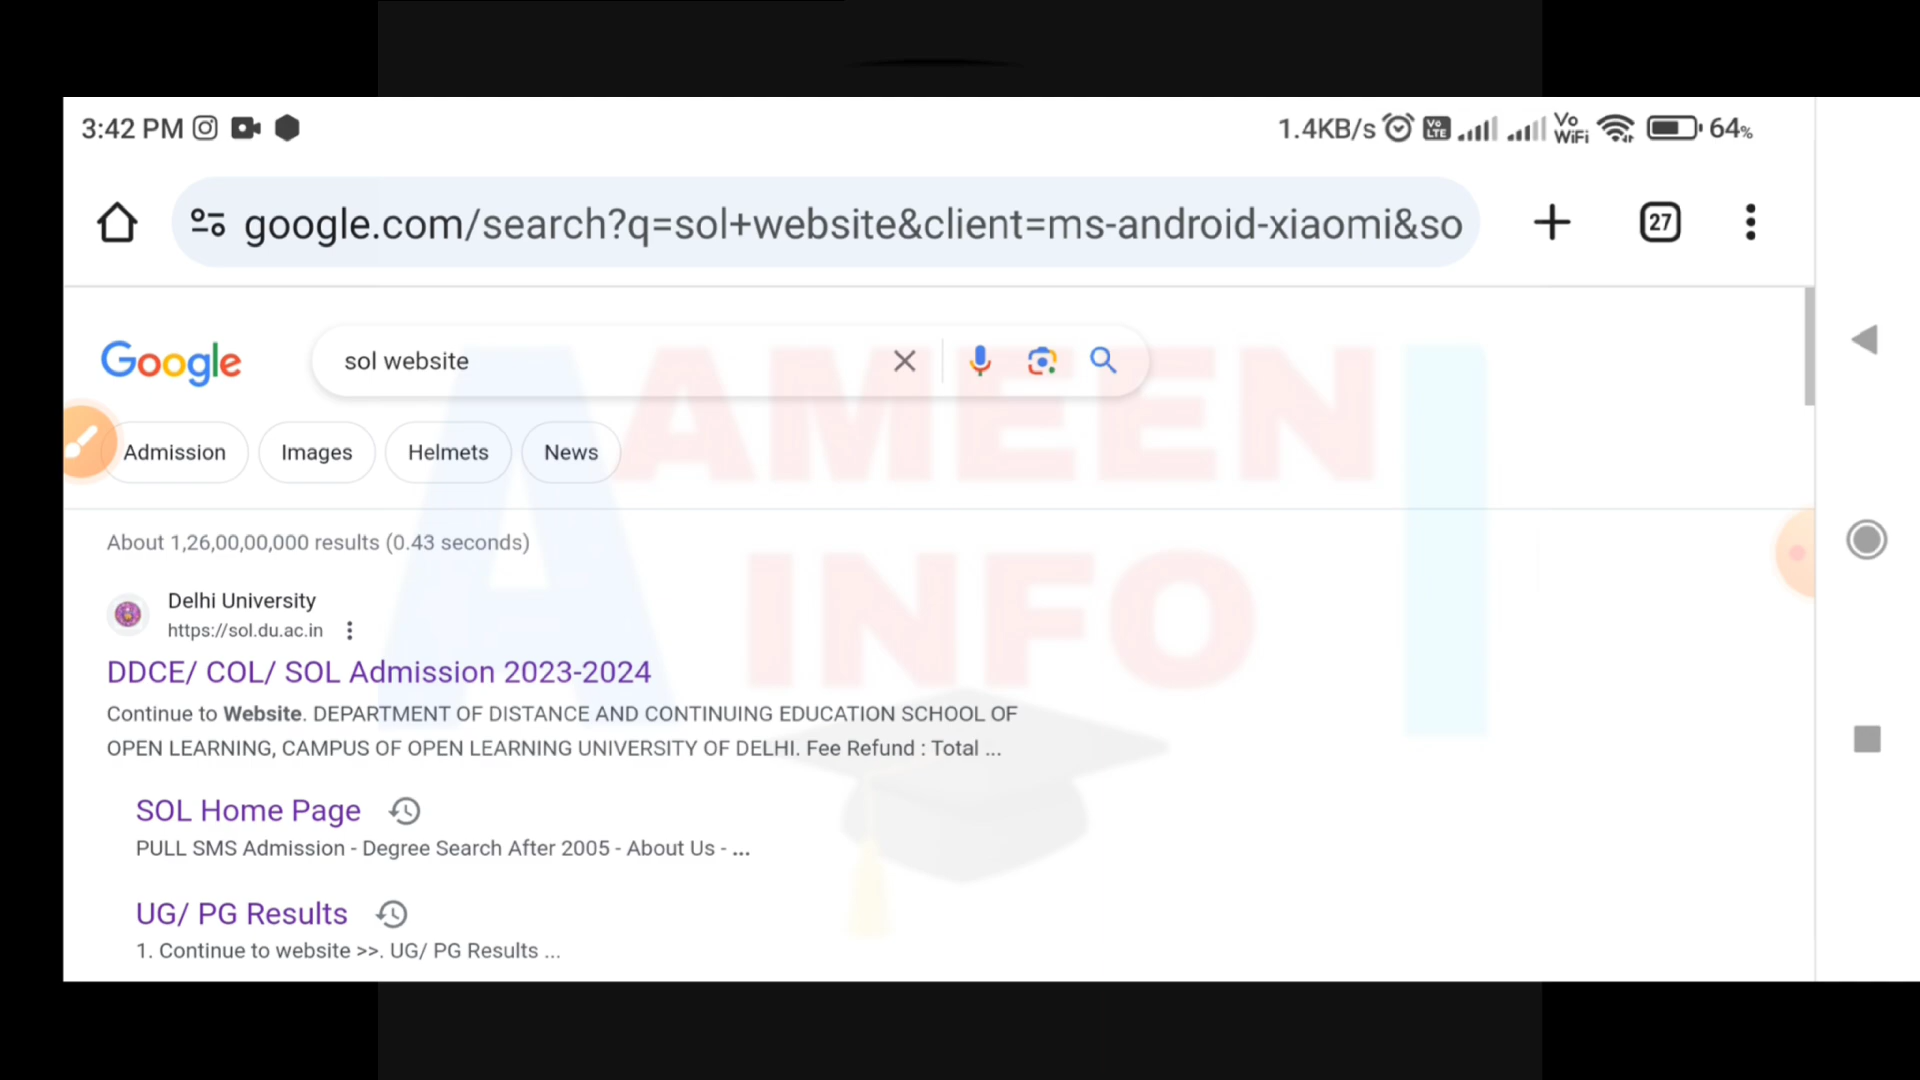 3:42 PM
1.4KB/s Vo LTE Vo WiFi 64%
google.com/search?q=sol+website&client=ms-android-xiaomi&so
27
Google
sol website
Admission
Images
Helmets
News
AMEEN
INFO
About 1,26,00,00,000 results (0.43 seconds)
Delhi University
https://sol.du.ac.in
DDCE/ COL/ SOL Admission 2023-2024
Continue to Website. DEPARTMENT OF DISTANCE AND CONTINUING EDUCATION SCHOOL OF
OPEN LEARNING, CAMPUS OF OPEN LEARNING UNIVERSITY OF DELHI. Fee Refund : Total ...
SOL Home Page
PULL SMS Admission - Degree Search After 2005 - About Us - ...
UG/ PG Results
1. Continue to website >>. UG/ PG Results ...